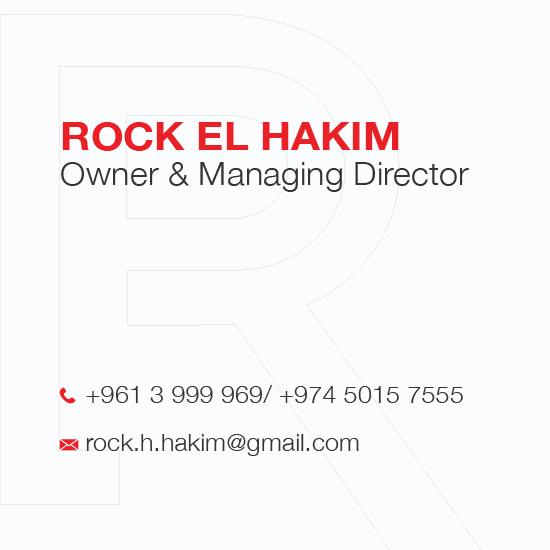 ROCK EL HAKIM
Owner & Managing Director
+961 3 999 969/ +974 5015 7555
rock.h.hakim@gmail.com